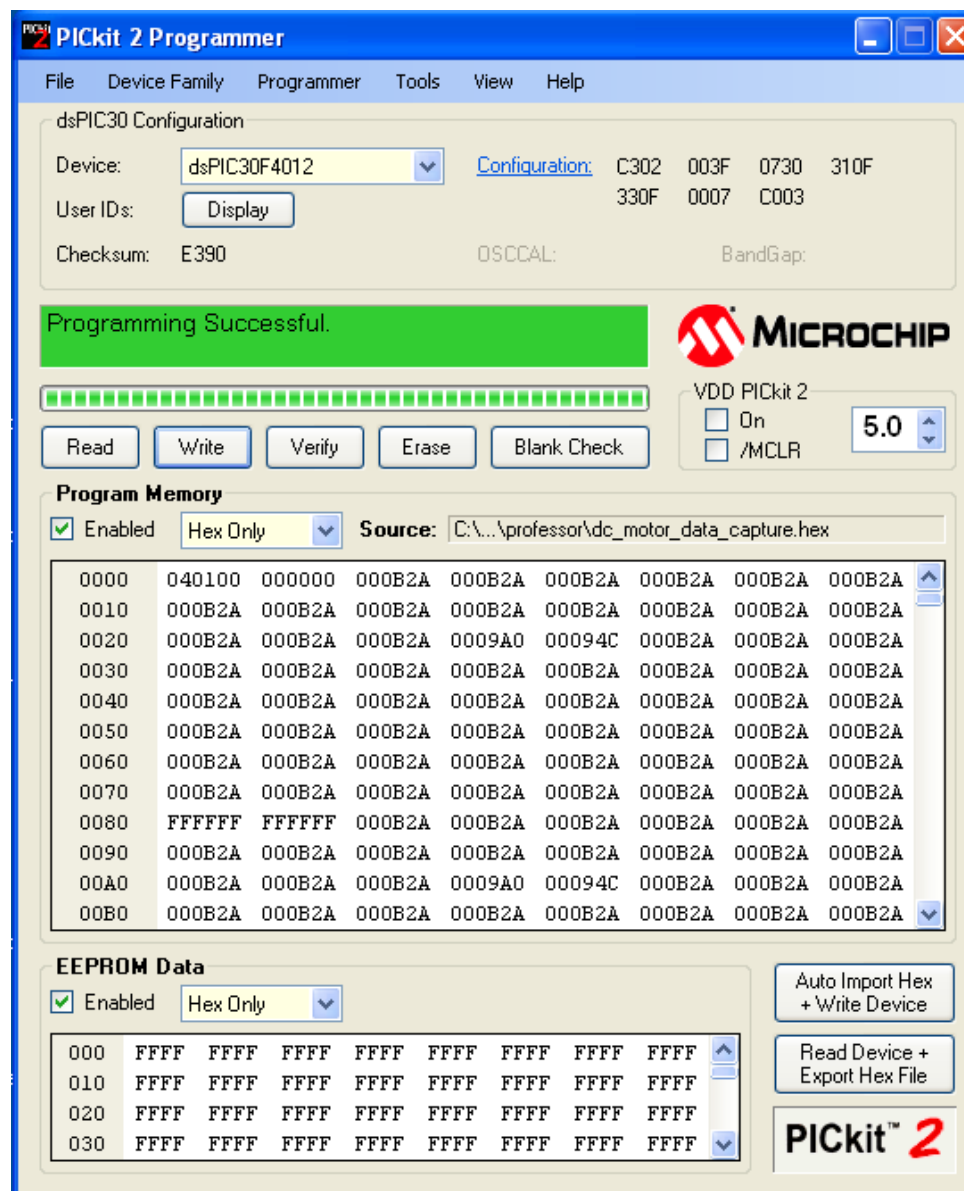 PICkit 2 Programmer
File Device Family Programmer Tools View Help
dsPIC30 Configuration
Device: dsPIC30F4012 Configuration: C302 003F 0730 310F
330F 0007 C003
User IDs: Display
Checksum: E390 OSCCAL: BandGap:
Programming Successful.
MICROCHIP
VDD PICkit 2
On
/MCLR
5.0
Read Write Verify Erase Blank Check
Program Memory
Enabled Hex Only Source: C:\...\professor\dc_motor_data_capture.hex
0000 040100 000000 000B2A 000B2A 000B2A 000B2A 000B2A 000B2A
0010 000B2A 000B2A 000B2A 000B2A 000B2A 000B2A 000B2A 000B2A
0020 000B2A 000B2A 000B2A 0009A0 00094C 000B2A 000B2A 000B2A
0030 000B2A 000B2A 000B2A 000B2A 000B2A 000B2A 000B2A 000B2A
0040 000B2A 000B2A 000B2A 000B2A 000B2A 000B2A 000B2A 000B2A
0050 000B2A 000B2A 000B2A 000B2A 000B2A 000B2A 000B2A 000B2A
0060 000B2A 000B2A 000B2A 000B2A 000B2A 000B2A 000B2A 000B2A
0070 000B2A 000B2A 000B2A 000B2A 000B2A 000B2A 000B2A 000B2A
0080 FFFFFF FFFFFF 000B2A 000B2A 000B2A 000B2A 000B2A 000B2A
0090 000B2A 000B2A 000B2A 000B2A 000B2A 000B2A 000B2A 000B2A
00A0 000B2A 000B2A 000B2A 0009A0 00094C 000B2A 000B2A 000B2A
00B0 000B2A 000B2A 000B2A 000B2A 000B2A 000B2A 000B2A 000B2A
EEPROM Data
Enabled Hex Only
000 FFFF FFFF FFFF FFFF FFFF FFFF FFFF FFFF
010 FFFF FFFF FFFF FFFF FFFF FFFF FFFF FFFF
020 FFFF FFFF FFFF FFFF FFFF FFFF FFFF FFFF
030 FFFF FFFF FFFF FFFF FFFF FFFF FFFF FFFF
Auto Import Hex
+ Write Device
Read Device +
Export Hex File
PICkit™ 2